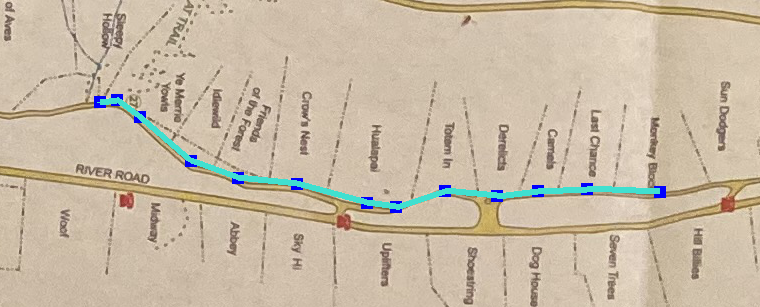 of Aves
Sleepy
Hollow
AT TRAIL
27
Ye Merrie
Yowls
Idlewild
Friends
of the Forest
Crow's Nest
Hualapai
Totem In
Derelicts
Camels
Last Chance
Sun Dodgers
RIVER ROAD
Woof
Midway
Abbey
Sky Hi
Uplifters
Shoestring
Dog House
Seven Trees
Hill Billies